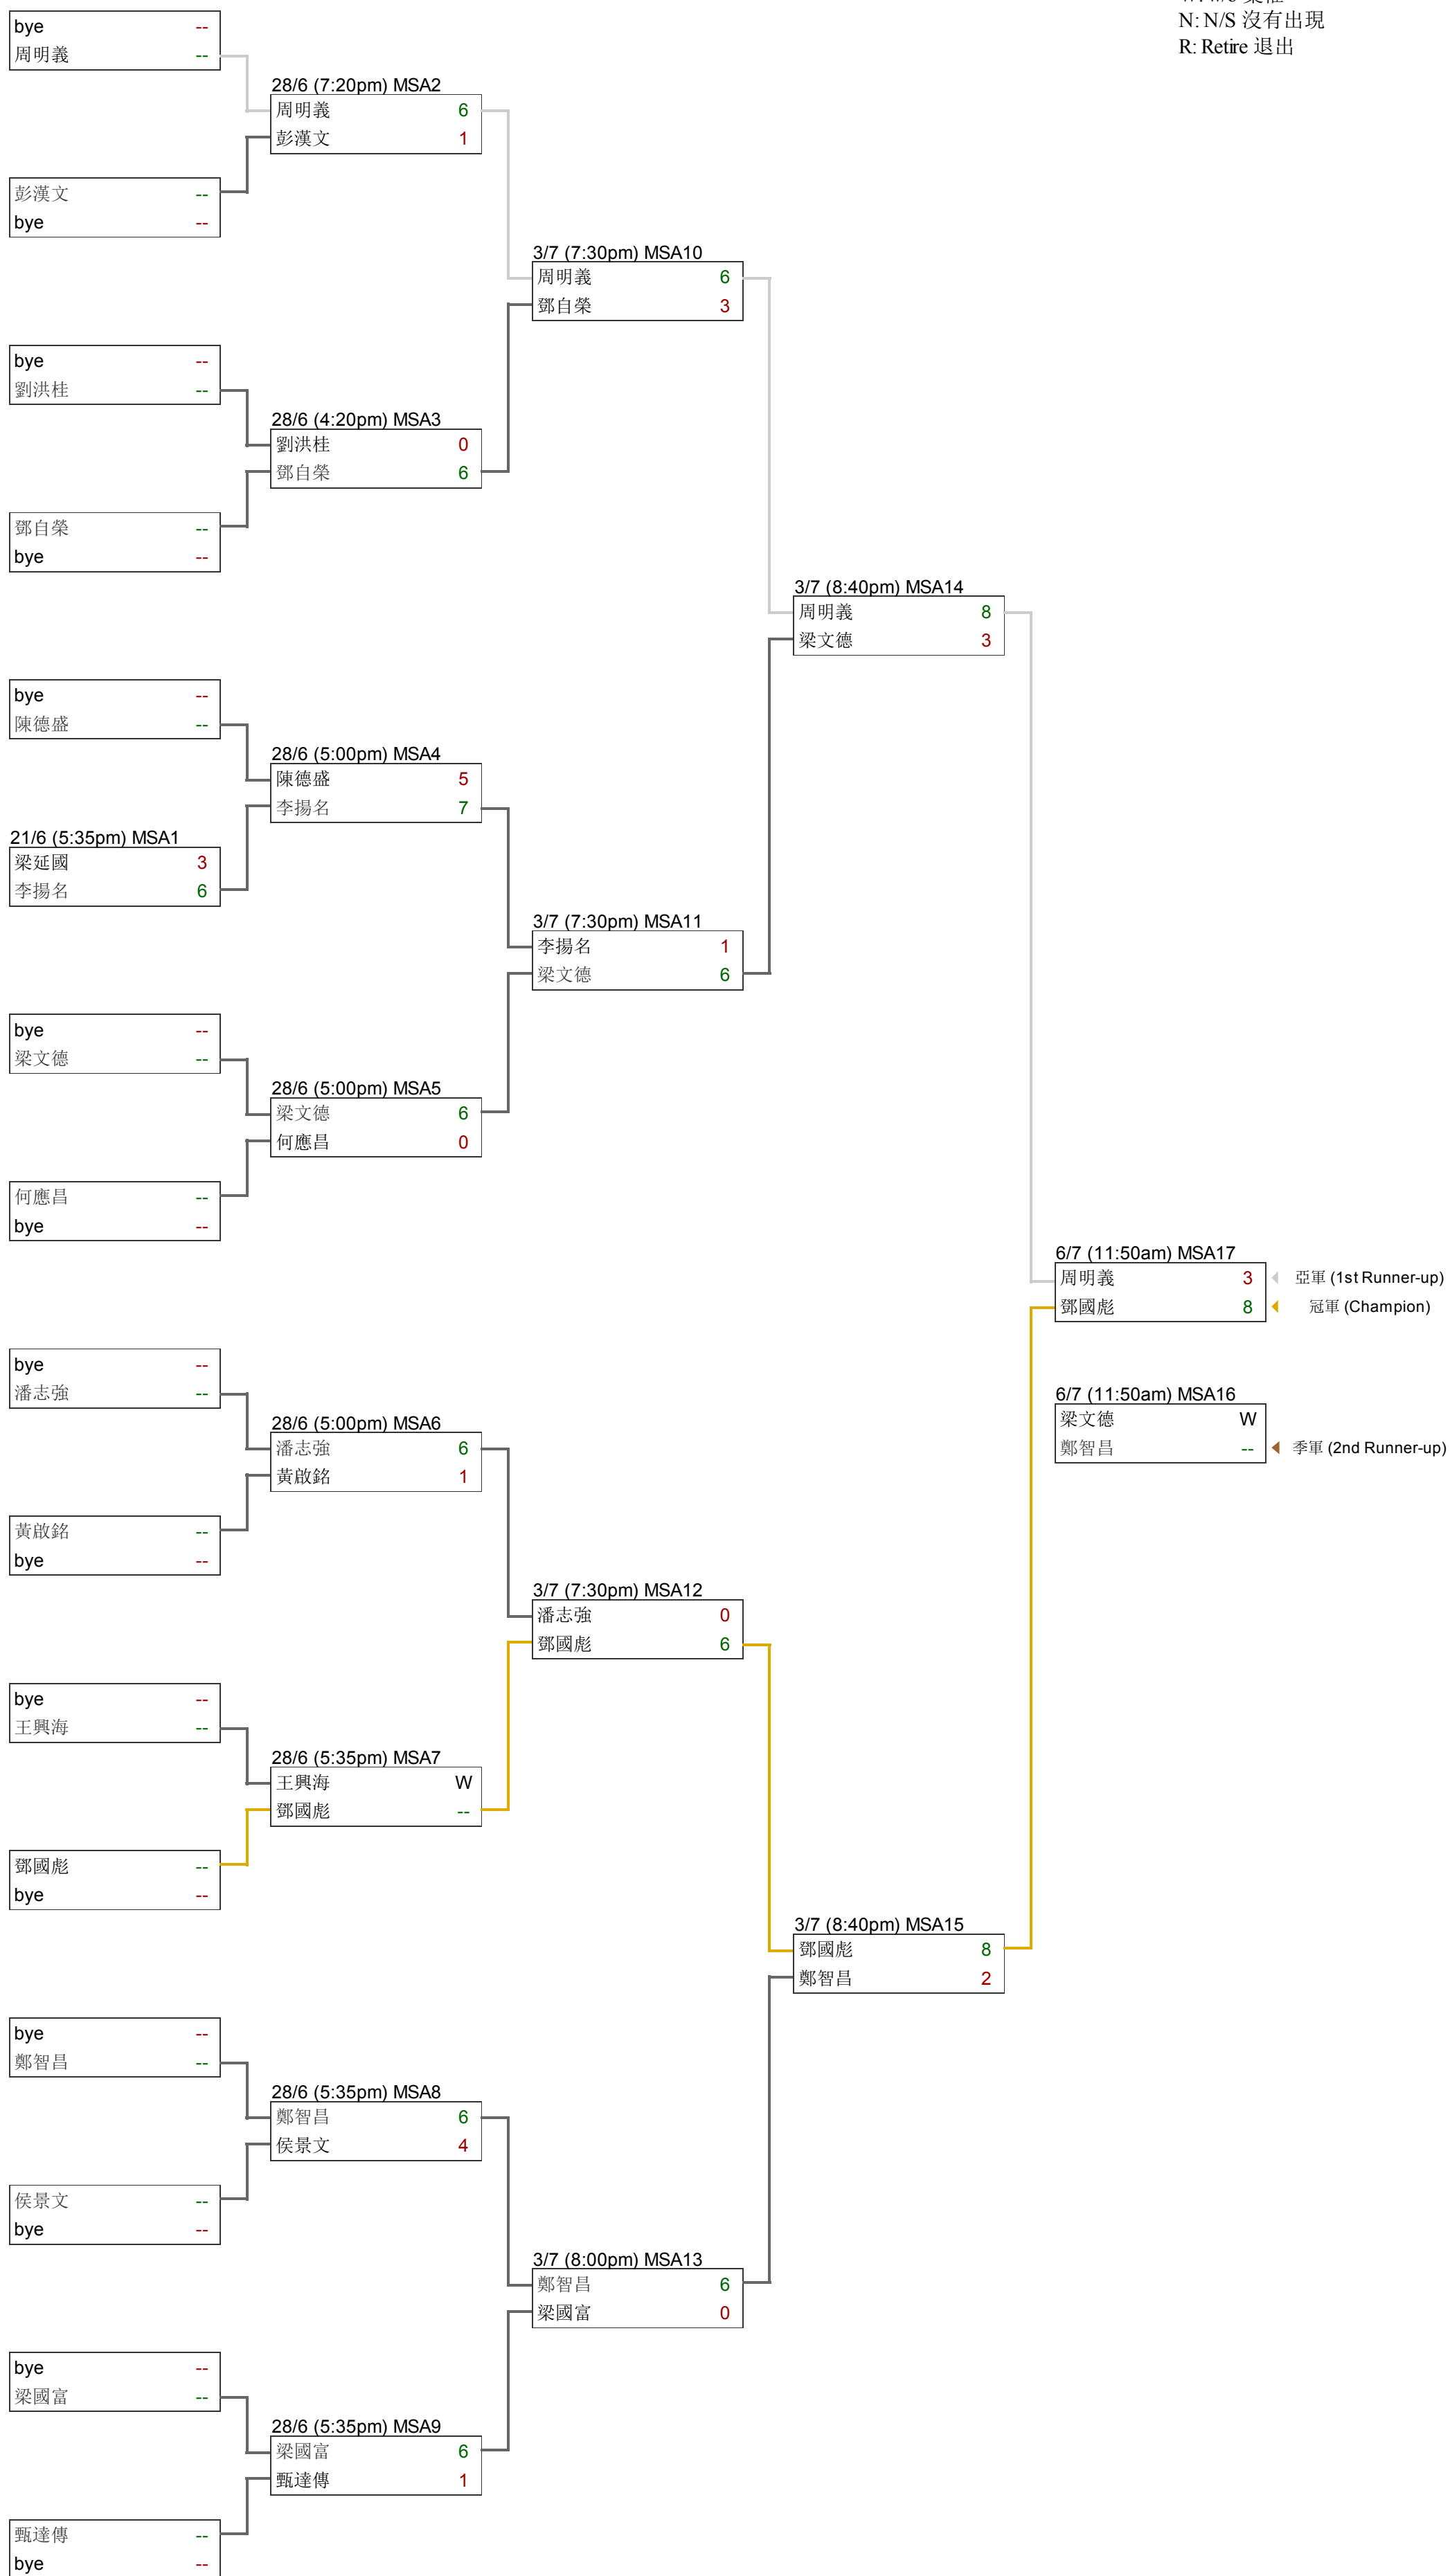 N: N/S 沒有出現
R: Retire 退出
bye --
周明義 --
28/6 (7:20pm) MSA2
周明義 6
彭漢文 1
彭漢文 --
bye --
3/7 (7:30pm) MSA10
周明義 6
鄧自榮 3
bye --
劉洪桂 --
28/6 (4:20pm) MSA3
劉洪桂 0
鄧自榮 6
鄧自榮 --
bye --
3/7 (8:40pm) MSA14
周明義 8
梁文德 3
bye --
陳德盛 --
28/6 (5:00pm) MSA4
陳德盛 5
李揚名 7
21/6 (5:35pm) MSA1
梁延國 3
李揚名 6
3/7 (7:30pm) MSA11
李揚名 1
梁文德 6
bye --
梁文德 --
28/6 (5:00pm) MSA5
梁文德 6
何應昌 0
何應昌 --
bye --
6/7 (11:50am) MSA17
周明義 3 亞軍 (1st Runner-up)
鄧國彪 8 冠軍 (Champion)
bye --
潘志強 --
6/7 (11:50am) MSA16
梁文德 W
鄭智昌 -- 季軍 (2nd Runner-up)
28/6 (5:00pm) MSA6
潘志強 6
黃啟銘 1
黃啟銘 --
bye --
3/7 (7:30pm) MSA12
潘志強 0
鄧國彪 6
bye --
王興海 --
28/6 (5:35pm) MSA7
王興海 W
鄧國彪 --
鄧國彪 --
bye --
3/7 (8:40pm) MSA15
鄧國彪 8
鄭智昌 2
bye --
鄭智昌 --
28/6 (5:35pm) MSA8
鄭智昌 6
侯景文 4
侯景文 --
bye --
3/7 (8:00pm) MSA13
鄭智昌 6
梁國富 0
bye --
梁國富 --
28/6 (5:35pm) MSA9
梁國富 6
甄達傳 1
甄達傳 --
bye --